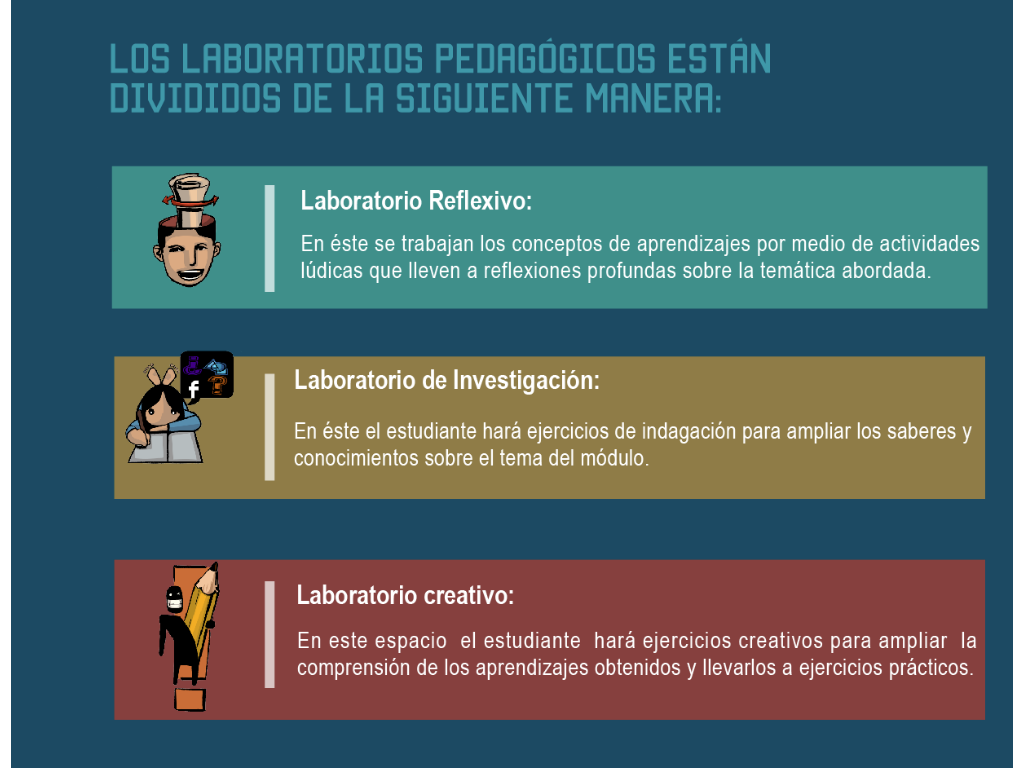 LOS LABORATORIOS PEDAGÓGICOS ESTÁN
DIVIDIDOS DE LA SIGUIENTE MANERA:
Laboratorio Reflexivo:
En éste se trabajan los conceptos de aprendizajes por medio de actividades
lúdicas que lleven a reflexiones profundas sobre la temática abordada.
f
Laboratorio de Investigación:
En éste el estudiante hará ejercicios de indagación para ampliar los saberes y
conocimientos sobre el tema del módulo.
Laboratorio creativo:
En este espacio el estudiante hará ejercicios creativos para ampliar la
comprensión de los aprendizajes obtenidos y llevarlos a ejercicios prácticos.